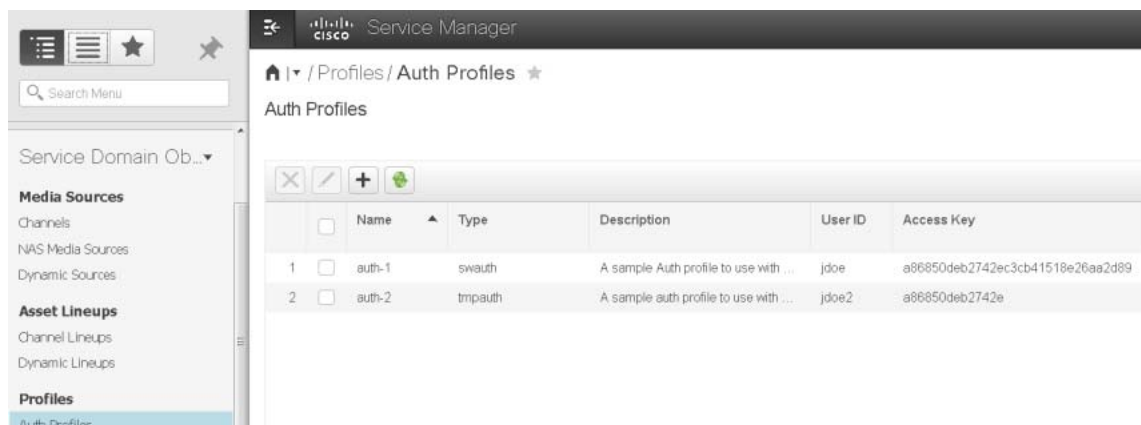 cisco Service Manager
Search Menu
/ Profiles / Auth Profiles
Auth Profiles
Service Domain Ob...
Media Sources
Channels
NAS Media Sources
Dynamic Sources
Asset Lineups
Channel Lineups
Dynamic Lineups
Profiles
Auth Profiles
Name Type Description User ID Access Key
1 auth-1 swauth A sample Auth profile to use with ... jdoe a86850deb2742ec3cb41518e26aa2d89
2 auth-2 tmpauth A sample auth profile to use with ... jdoe2 a86850deb2742e